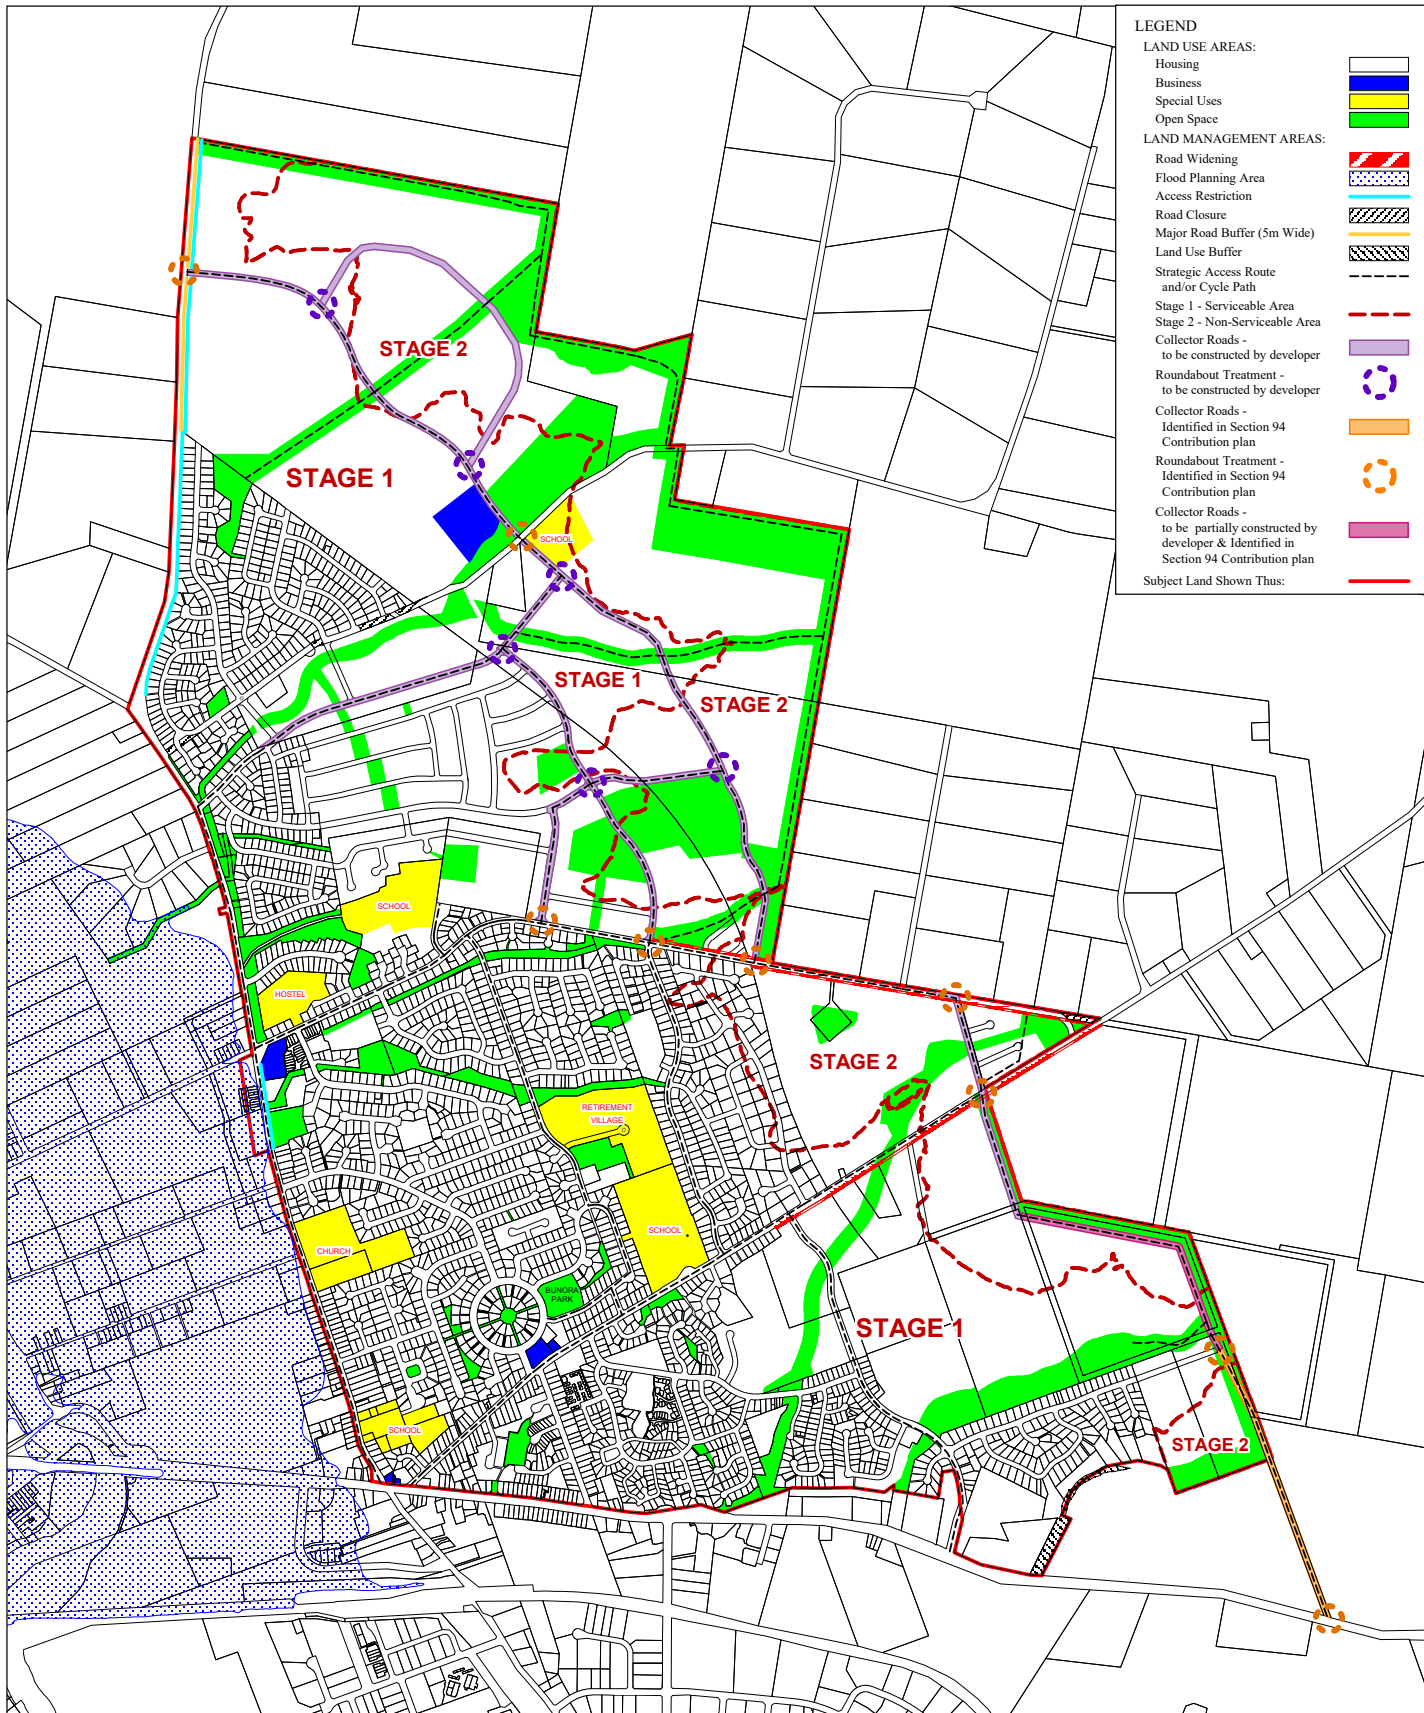 LEGEND
LAND USE AREAS:
Housing
Business
Special Uses
Open Space
LAND MANAGEMENT AREAS:
Road Widening
Flood Planning Area
Access Restriction
Road Closure
Major Road Buffer (5m Wide)
Land Use Buffer
Strategic Access Route
and/or Cycle Path
Stage 1 - Serviceable Area
Stage 2 - Non-Serviceable Area
Collector Roads -
to be constructed by developer
Roundabout Treatment -
to be constructed by developer
Collector Roads -
Identified in Section 94
Contribution plan
Roundabout Treatment -
Identified in Section 94
Contribution plan
Collector Roads -
to be partially constructed by
developer & Identified in
Section 94 Contribution plan
Subject Land Shown Thus:
STAGE 2
STAGE 1
SCHOOL
STAGE 1
STAGE 2
SCHOOL
HOSTEL
STAGE 2
RETIREMENT
VILLAGE
SCHOOL
CHURCH
BUNORA
PARK
STAGE 1
SCHOOL
STAGE 2